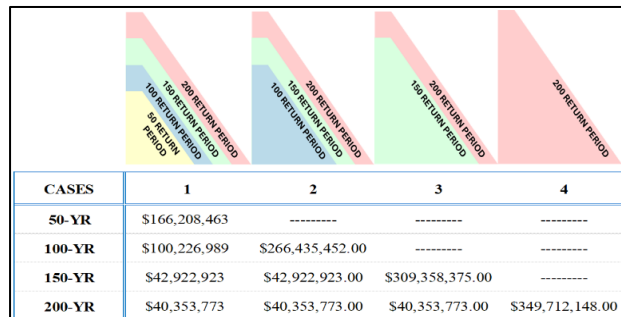 200 RETURN PERIOD
150 RETURN PERIOD
100 RETURN PERIOD
50 RETURN
PERIOD
200 RETURN PERIOD
150 RETURN PERIOD
100 RETURN PERIOD
200 RETURN PERIOD
150 RETURN PERIOD
200 RETURN PERIOD
CASES 1 2 3 4
50-YR $166,208,463 --------- --------- ---------
100-YR $100,226,989 $266,435,452.00 --------- ---------
150-YR $42,922,923 $42,922,923.00 $309,358,375.00 ---------
200-YR $40,353,773 $40,353,773.00 $40,353,773.00 $349,712,148.00